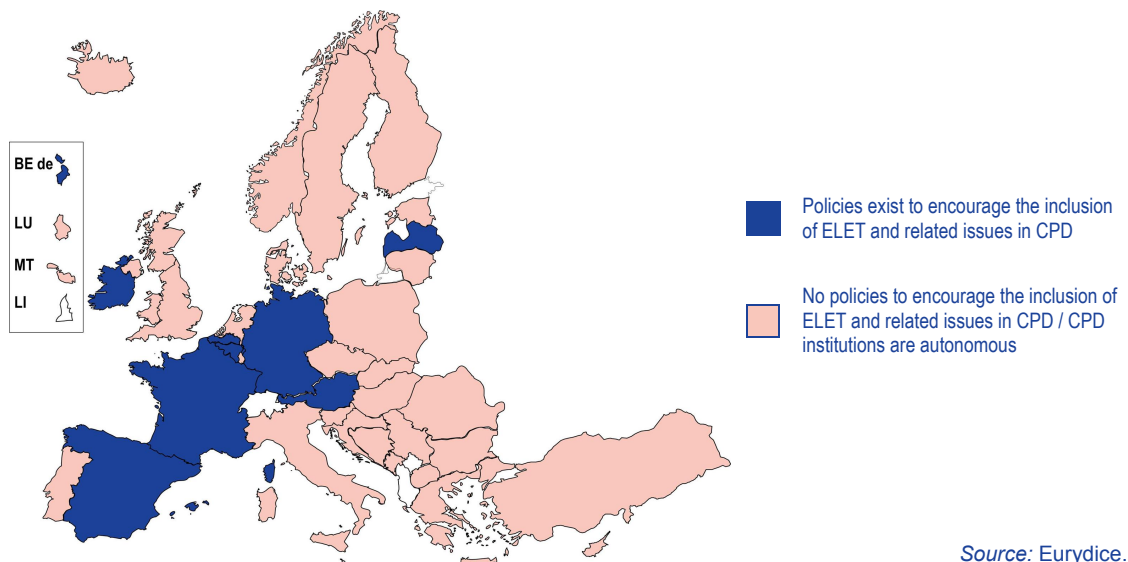 BE de
LU
MT
LI
Policies exist to encourage the inclusion
of ELET and related issues in CPD
No policies to encourage the inclusion of
ELET and related issues in CPD / CPD
institutions are autonomous
Source: Eurydice.